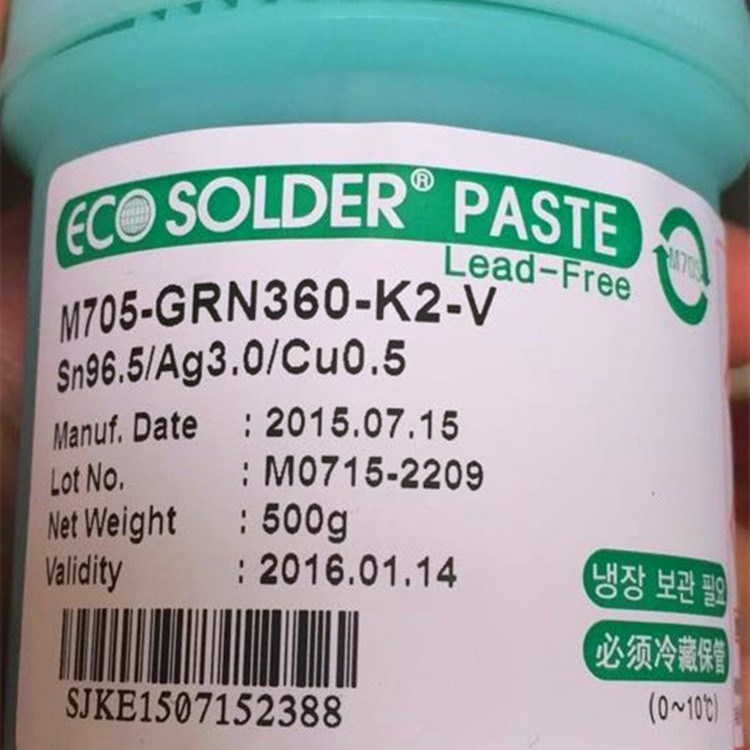 ECO SOLDER® PASTE
Lead-Free
M705
M705-GRN360-K2-V
Sn96.5/Ag3.0/Cu0.5
Manuf. Date : 2015.07.15
Lot No. : M0715-2209
Net Weight : 500g
Validity : 2016.01.14
냉장 보관 필요
必须冷藏保管
(0~10℃)
SJKE1507152388